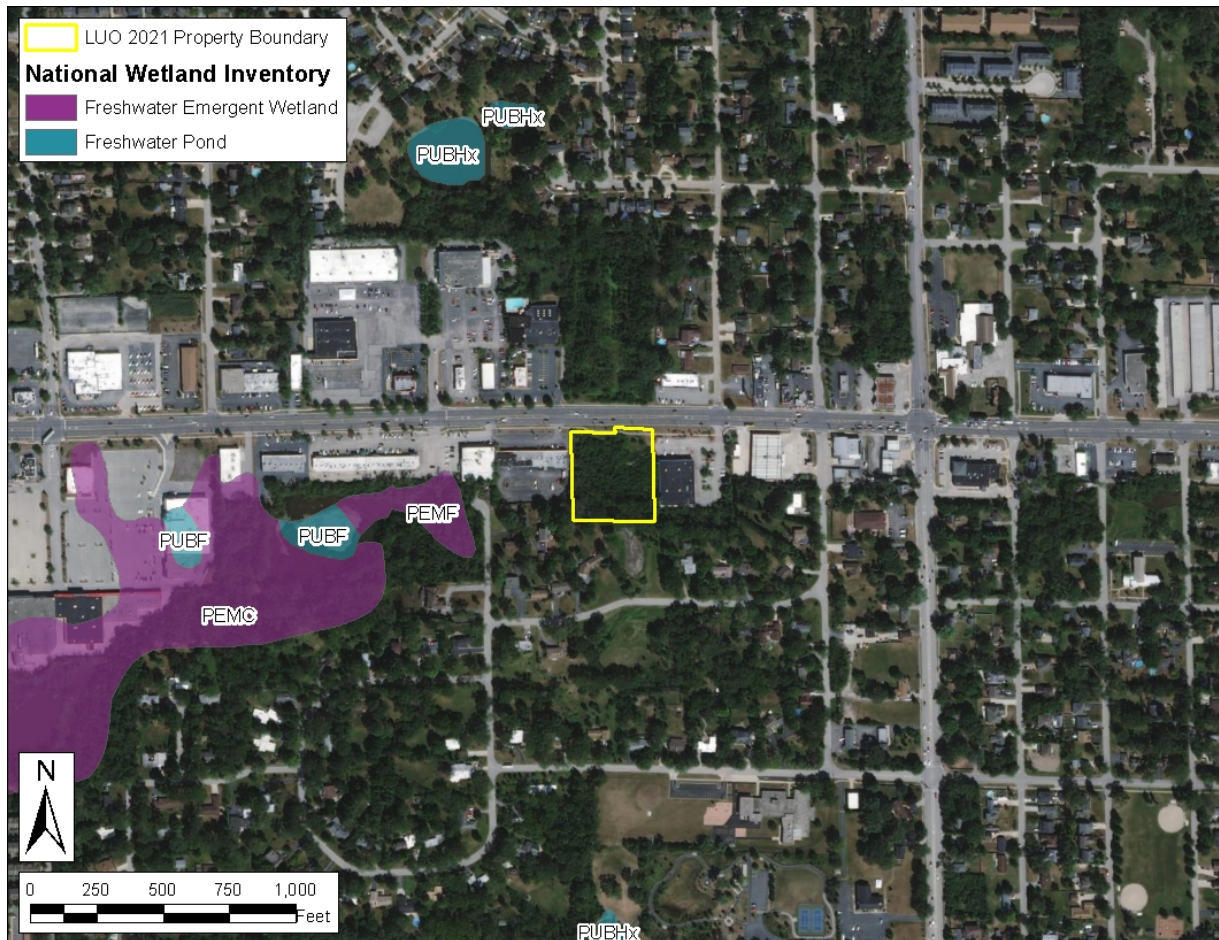 LUO 2021 Property Boundary
National Wetland Inventory
Freshwater Emergent Wetland
Freshwater Pond
PUBHx
PUBHx
PEMF
PUBF
PUBF
PEMC
N
0 250 500 750 1,000
Feet
PUBHx